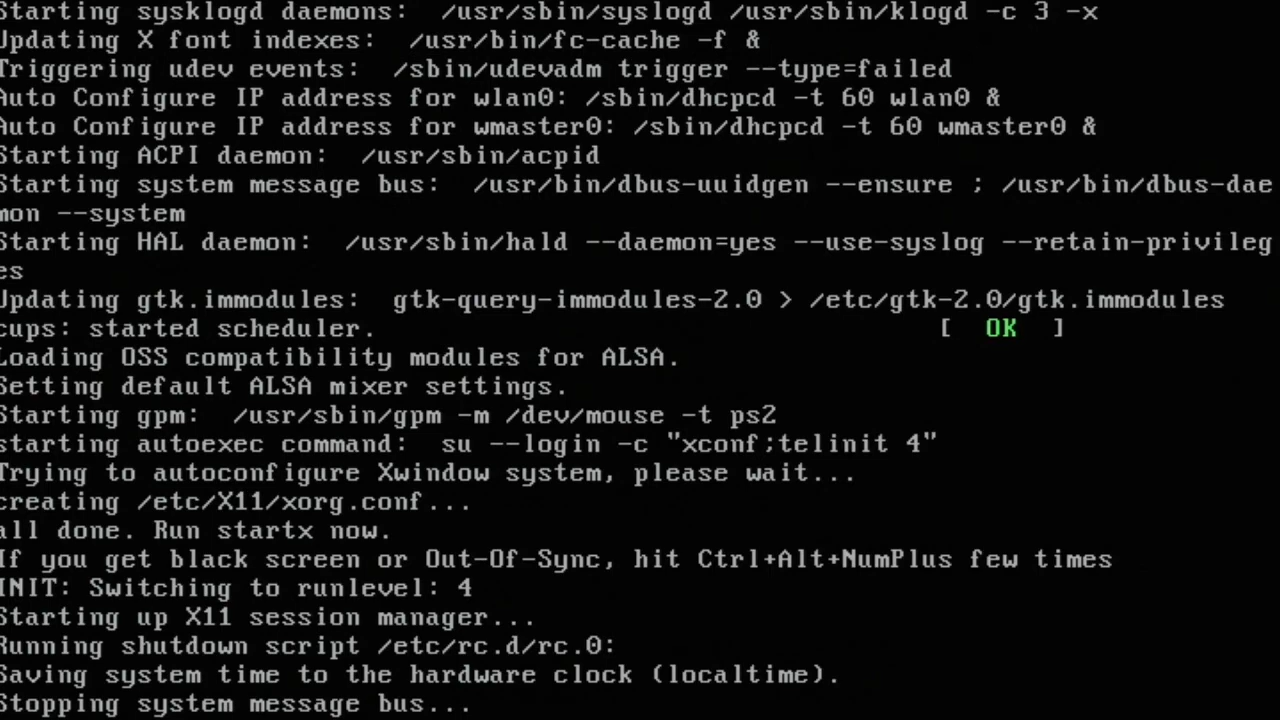 Starting sysklogd daemons:  /usr/sbin/syslogd /usr/sbin/klogd -c 3 -x
Updating X font indexes:  /usr/bin/fc-cache -f &
Triggering udev events:  /sbin/udevadm trigger --type=failed
Auto Configure IP address for wlan0: /sbin/dhcpcd -t 60 wlan0 &
Auto Configure IP address for wmaster0: /sbin/dhcpcd -t 60 wmaster0 &
Starting ACPI daemon:  /usr/sbin/acpid
Starting system message bus:  /usr/bin/dbus-uuidgen --ensure ; /usr/bin/dbus-dae
mon --system
Starting HAL daemon:  /usr/sbin/hald --daemon=yes --use-syslog --retain-privileg
es
Updating gtk.immodules:  gtk-query-immodules-2.0 > /etc/gtk-2.0/gtk.immodules
cups: started scheduler.                                    [  OK  ]
Loading OSS compatibility modules for ALSA.
Setting default ALSA mixer settings.
Starting gpm:  /usr/sbin/gpm -m /dev/mouse -t ps2
starting autoexec command:  su --login -c "xconf;telinit 4"
Trying to autoconfigure Xwindow system, please wait...
creating /etc/X11/xorg.conf...
all done. Run startx now.
If you get black screen or Out-Of-Sync, hit Ctrl+Alt+NumPlus few times
INIT: Switching to runlevel: 4
Starting up X11 session manager...
Running shutdown script /etc/rc.d/rc.0:
Saving system time to the hardware clock (localtime).
Stopping system message bus...